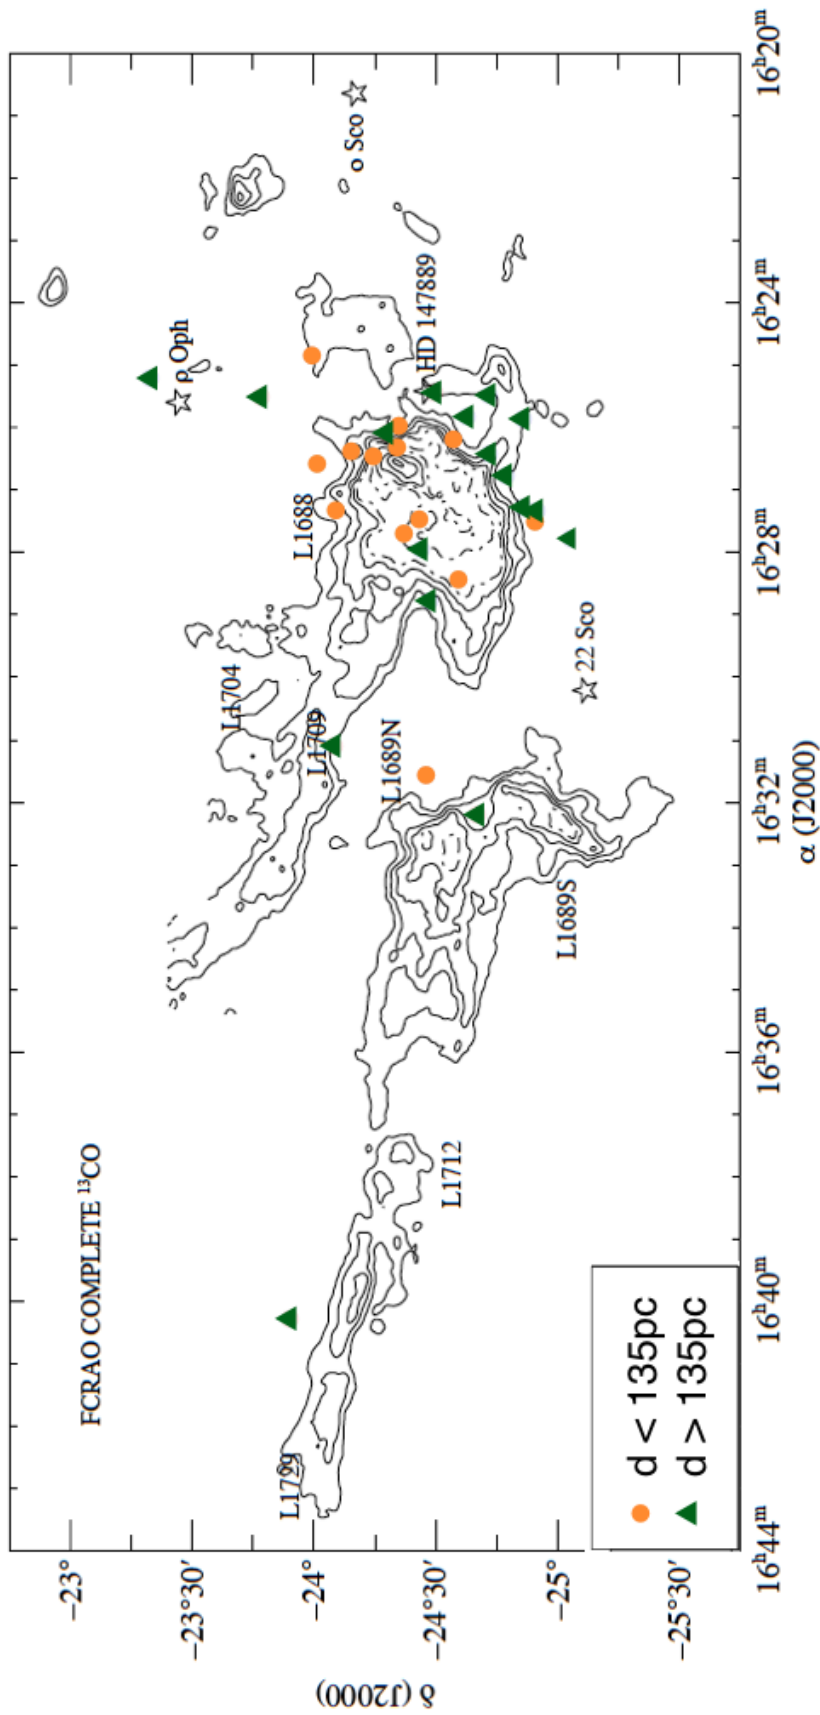 FCRAO COMPLETE ¹³CO
ρ Oph
ο Sco
HD 147889
L1688
L1704
L1709
L1689N
22 Sco
L1689S
L1712
L1729
d < 135pc
d > 135pc
−23°
−23°30′
−24°
−24°30′
−25°
−25°30′
δ (J2000)
16ʰ44ᵐ
16ʰ40ᵐ
16ʰ36ᵐ
16ʰ32ᵐ
16ʰ28ᵐ
16ʰ24ᵐ
16ʰ20ᵐ
α (J2000)